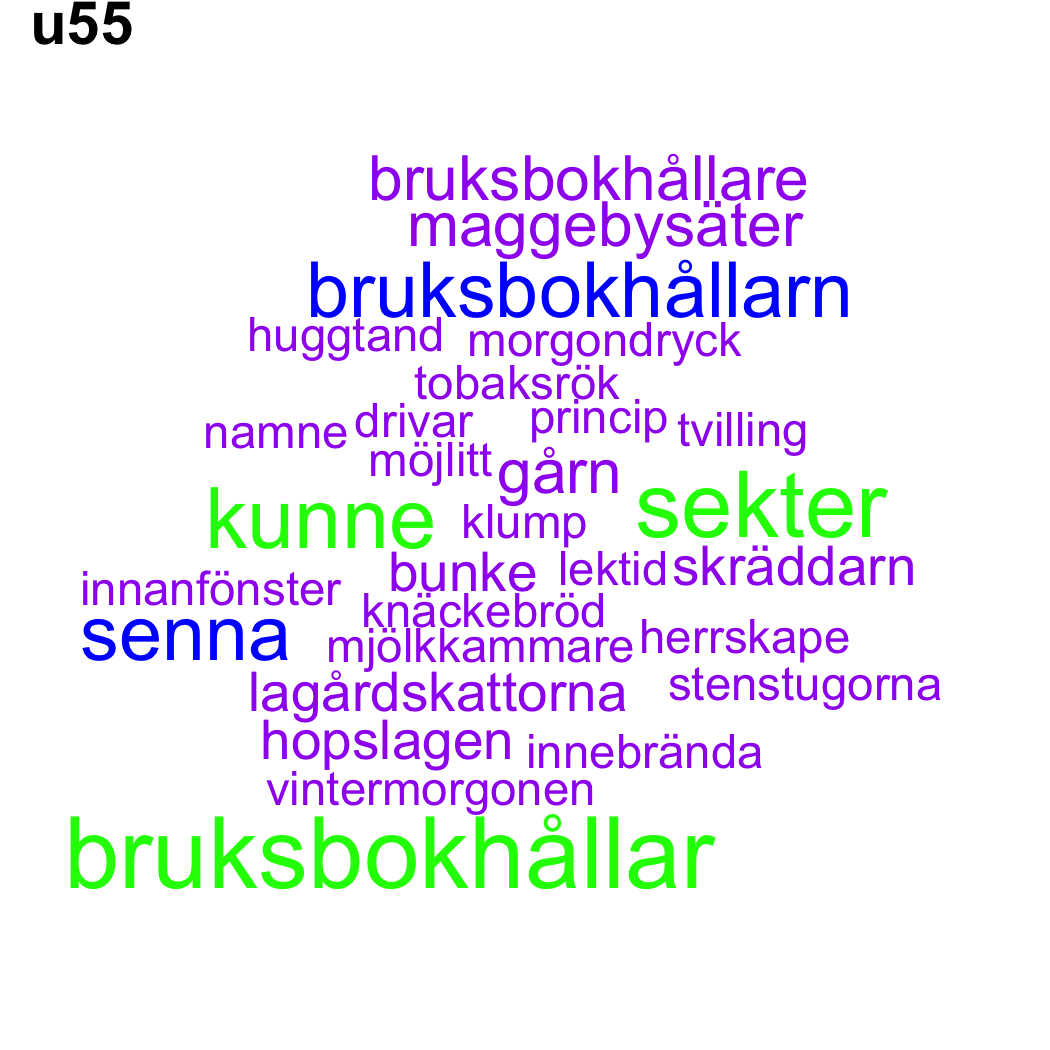 u55
bruksbokhållare
maggebysäter
bruksbokhållarn
huggtand morgondryck
tobaksrök
namne drivar princip tvilling
möjlitt gårn
kunne klump sekter
bunke lektid skräddarn
innanfönster knäckebröd
senna mjölkkammare herrskape
lagårdskattorna stenstugorna
hopslagen innebrända
vintermorgonen
bruksbokhållar